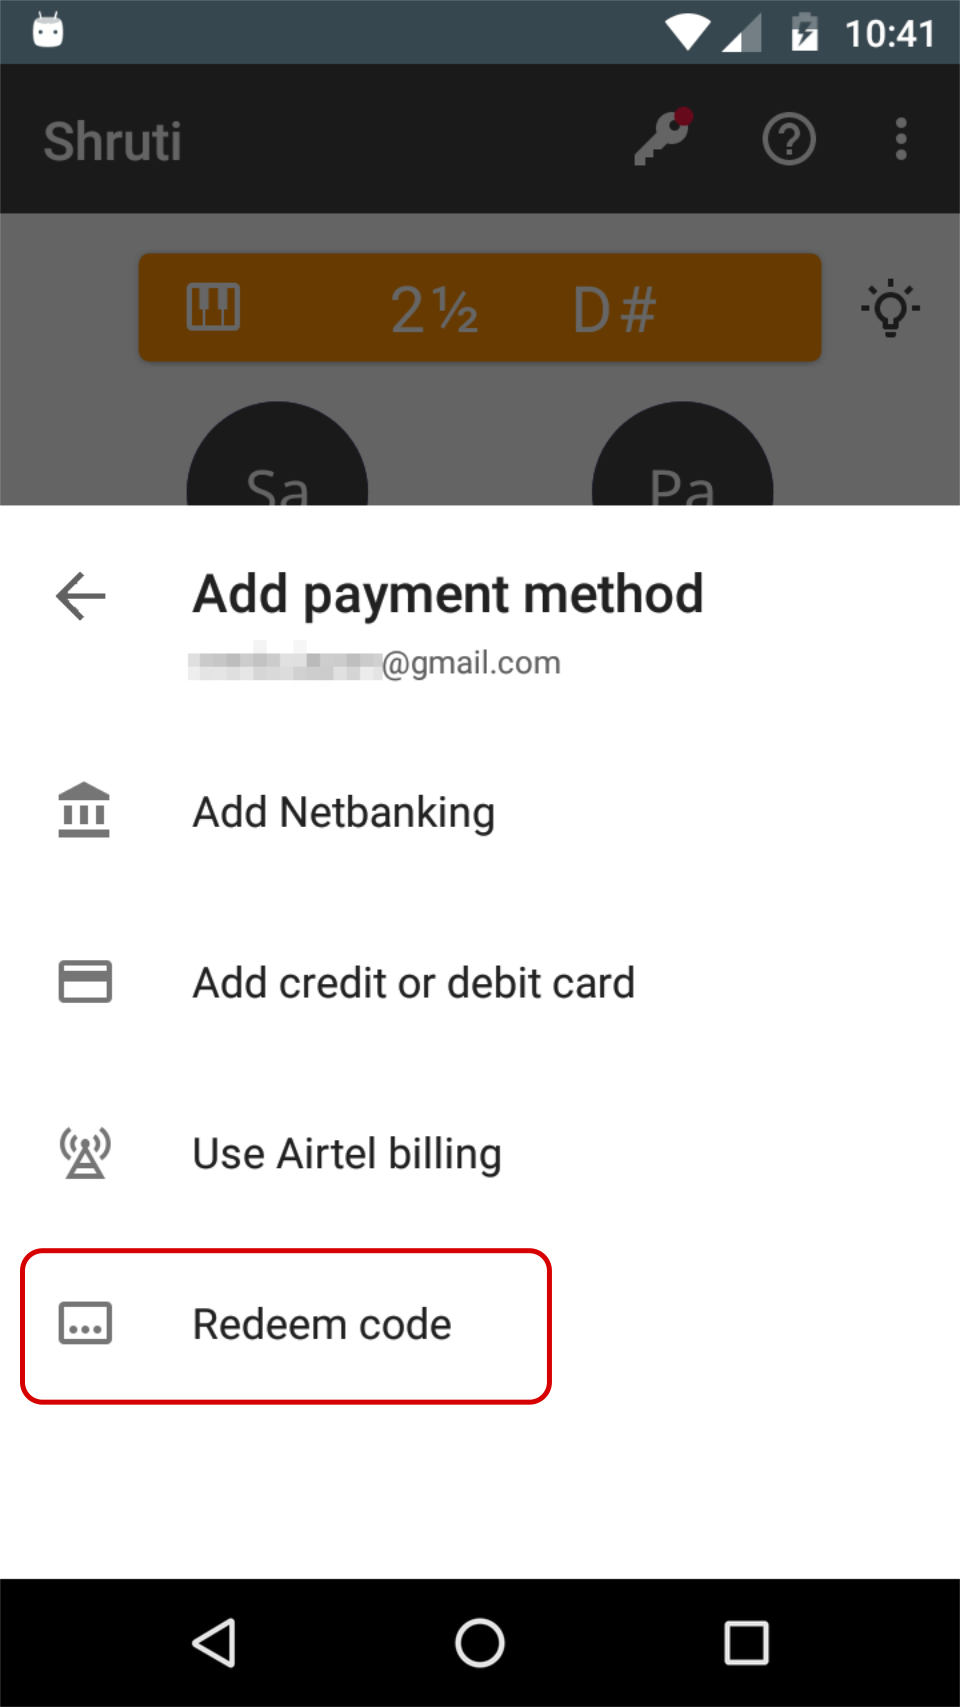 10:41
Shruti
2½ D#
Sa Pa
Add payment method
@gmail.com
Add Netbanking
Add credit or debit card
Use Airtel billing
Redeem code